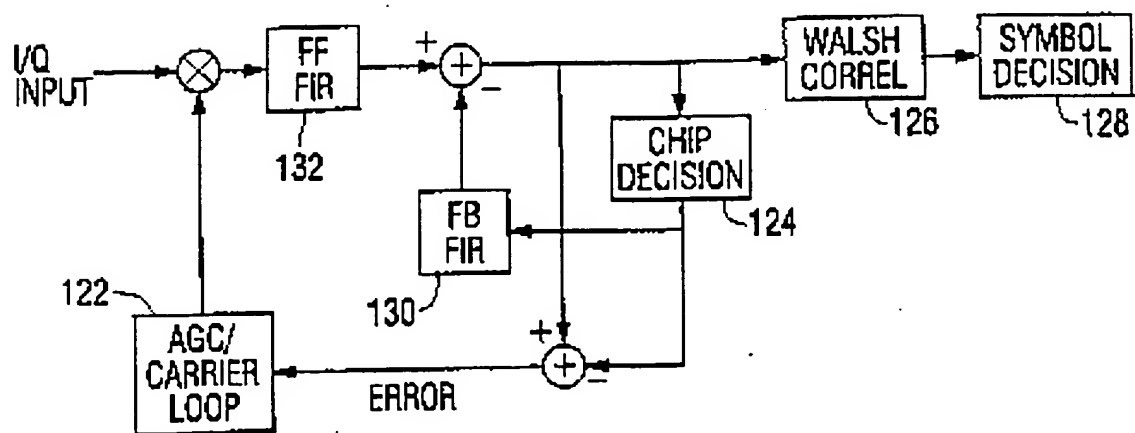 I/Q
INPUT
FF
FIR
132
+
-
WALSH
CORREL
126
SYMBOL
DECISION
128
CHIP
DECISION
124
FB
FIR
130
122
AGC/
CARRIER
LOOP
ERROR
+
-